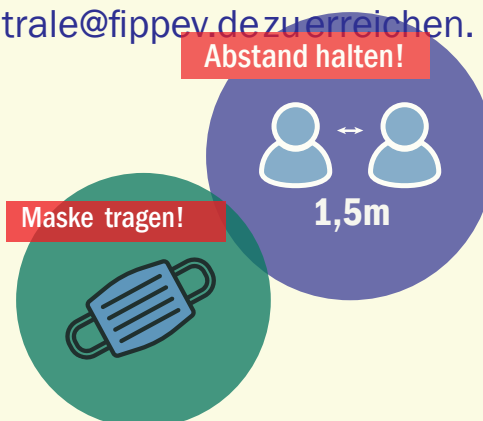 trale@fippev.de zu erreichen.
Abstand halten!
1,5m
Maske tragen!